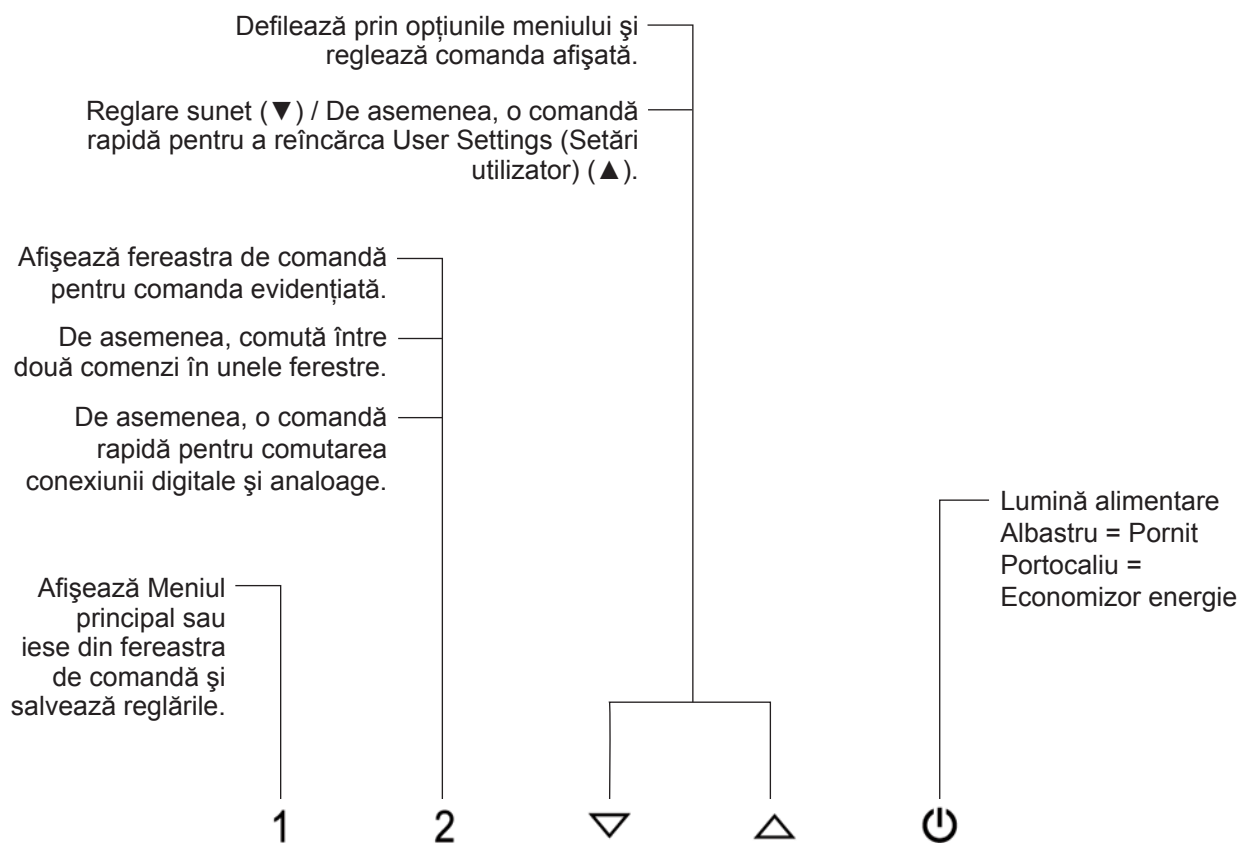 Defilează prin opțiunile meniului şi
reglează comanda afişată.
Reglare sunet (▼) / De asemenea, o comandă
rapidă pentru a reîncărca User Settings (Setări
utilizator) (▲).
Afişează fereastra de comandă
pentru comanda evidențiată.
De asemenea, comută între
două comenzi în unele ferestre.
De asemenea, o comandă
rapidă pentru comutarea
conexiunii digitale şi analoage.
Lumină alimentare
Albastru = Pornit
Portocaliu =
Economizor energie
Afişează Meniul
principal sau
iese din fereastra
de comandă şi
salvează reglările.
1 2 ▽ △ ⏻